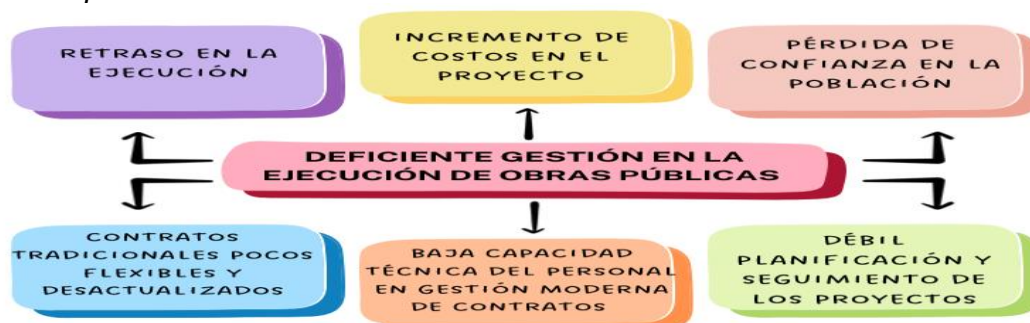 RETRASO EN LA
EJECUCIÓN
INCREMENTO DE
COSTOS EN EL
PROYECTO
PÉRDIDA DE
CONFIANZA EN LA
POBLACIÓN
DEFICIENTE GESTIÓN EN LA
EJECUCIÓN DE OBRAS PÚBLICAS
CONTRATOS
TRADICIONALES POCOS
FLEXIBLES Y
DESACTUALIZADOS
BAJA CAPACIDAD
TÉCNICA DEL PERSONAL
EN GESTIÓN MODERNA
DE CONTRATOS
DÉBIL
PLANIFICACIÓN Y
SEGUIMIENTO DE
LOS PROYECTOS